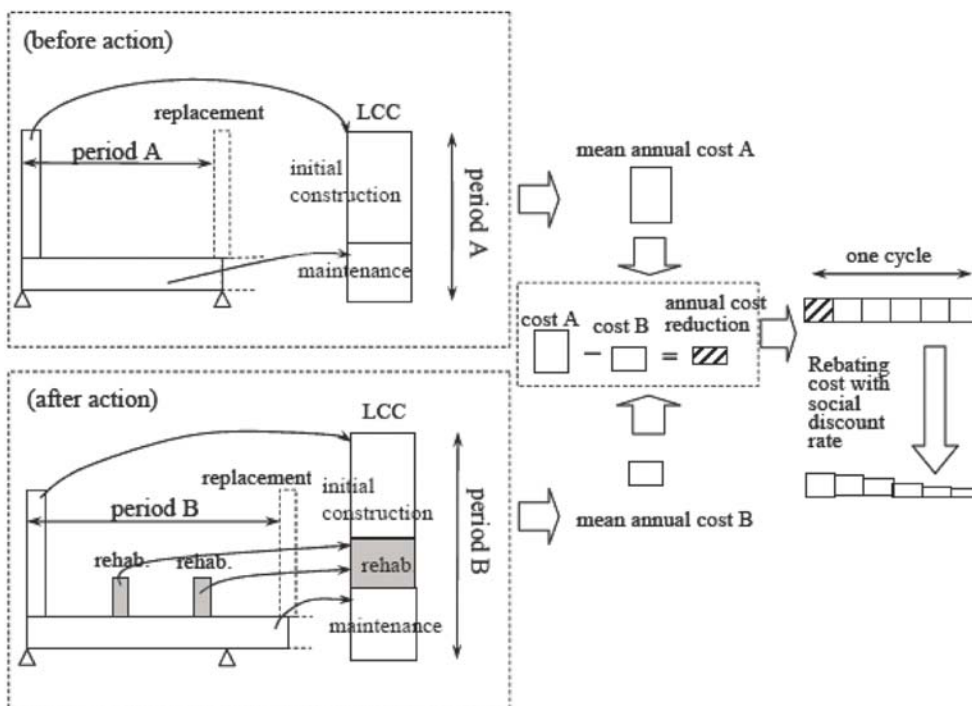 (before action)
replacement
LCC
period A
initial
construction
maintenance
period A
mean annual cost A
cost A
cost B
annual cost
reduction
− =
one cycle
Rebating
cost with
social
discount
rate
(after action)
LCC
replacement
period B
initial
construction
rehab.
rehab.
rehab
maintenance
period B
mean annual cost B